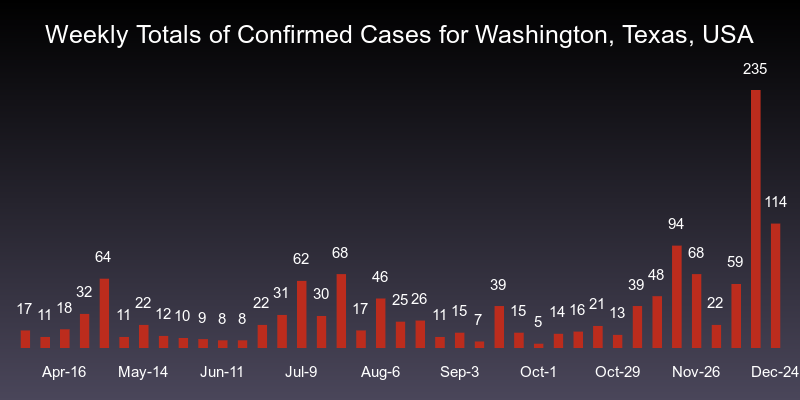 Weekly Totals of Confirmed Cases for Washington, Texas, USA
17 11 18 32 64 11 22 12 10 9 8 8 22 31 62 30 68 17 46 25 26 11 15 7 39 15 5 14 16 21 13 39 48 94 68 22 59 235 114
Apr-16 May-14 Jun-11 Jul-9 Aug-6 Sep-3 Oct-1 Oct-29 Nov-26 Dec-24